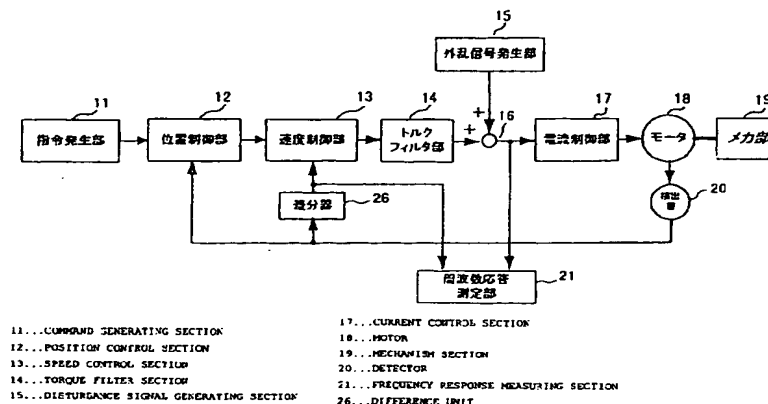 15
外乱信号発生部
11
12
13
14
16
17
18
19
指令発生部
位置制御部
速度制御部
トルク
フィルタ部
+
+
電流制御部
モータ
メカ部
差分器
26
検出器
20
周波数応答
測定部
21
11...COMMAND GENERATING SECTION
12...POSITION CONTROL SECTION
13...SPEED CONTROL SECTION
14...TORQUE FILTER SECTION
15...DISTURBANCE SIGNAL GENERATING SECTION
17...CURRENT CONTROL SECTION
18...MOTOR
19...MECHANISM SECTION
20...DETECTOR
21...FREQUENCY RESPONSE MEASURING SECTION
26...DIFFERENCE UNIT